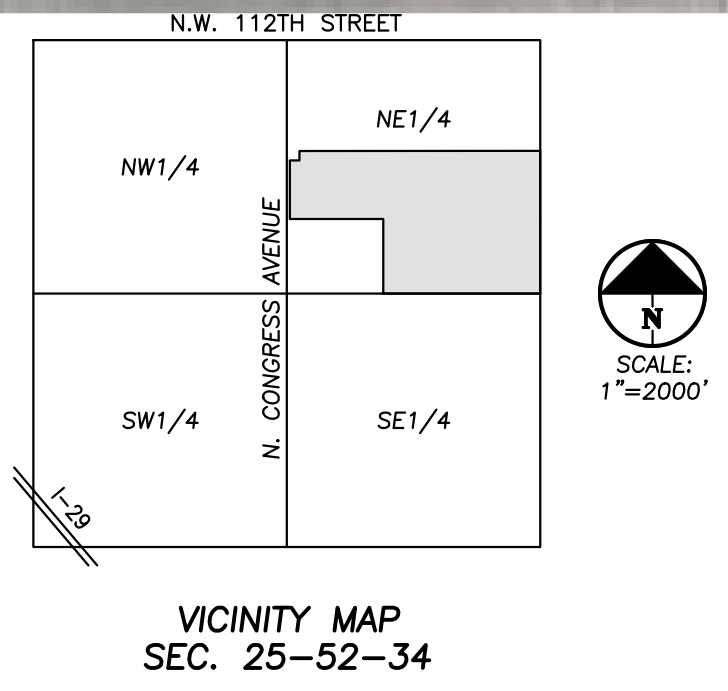 N.W. 112TH STREET
NE1/4
NW1/4
N. CONGRESS AVENUE
N
SCALE:
1"=2000'
SW1/4
SE1/4
I-29
VICINITY MAP
SEC. 25-52-34